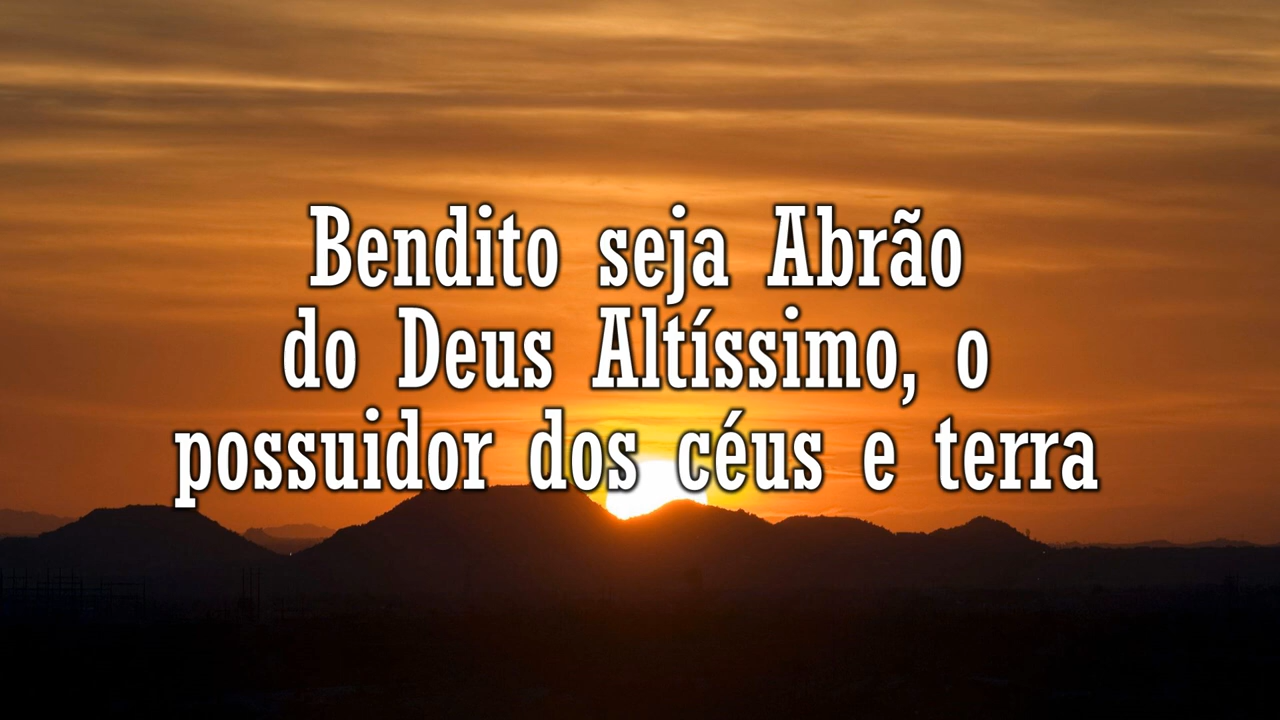 Bendito seja Abrão
do Deus Altíssimo, o
possuidor dos céus e terra